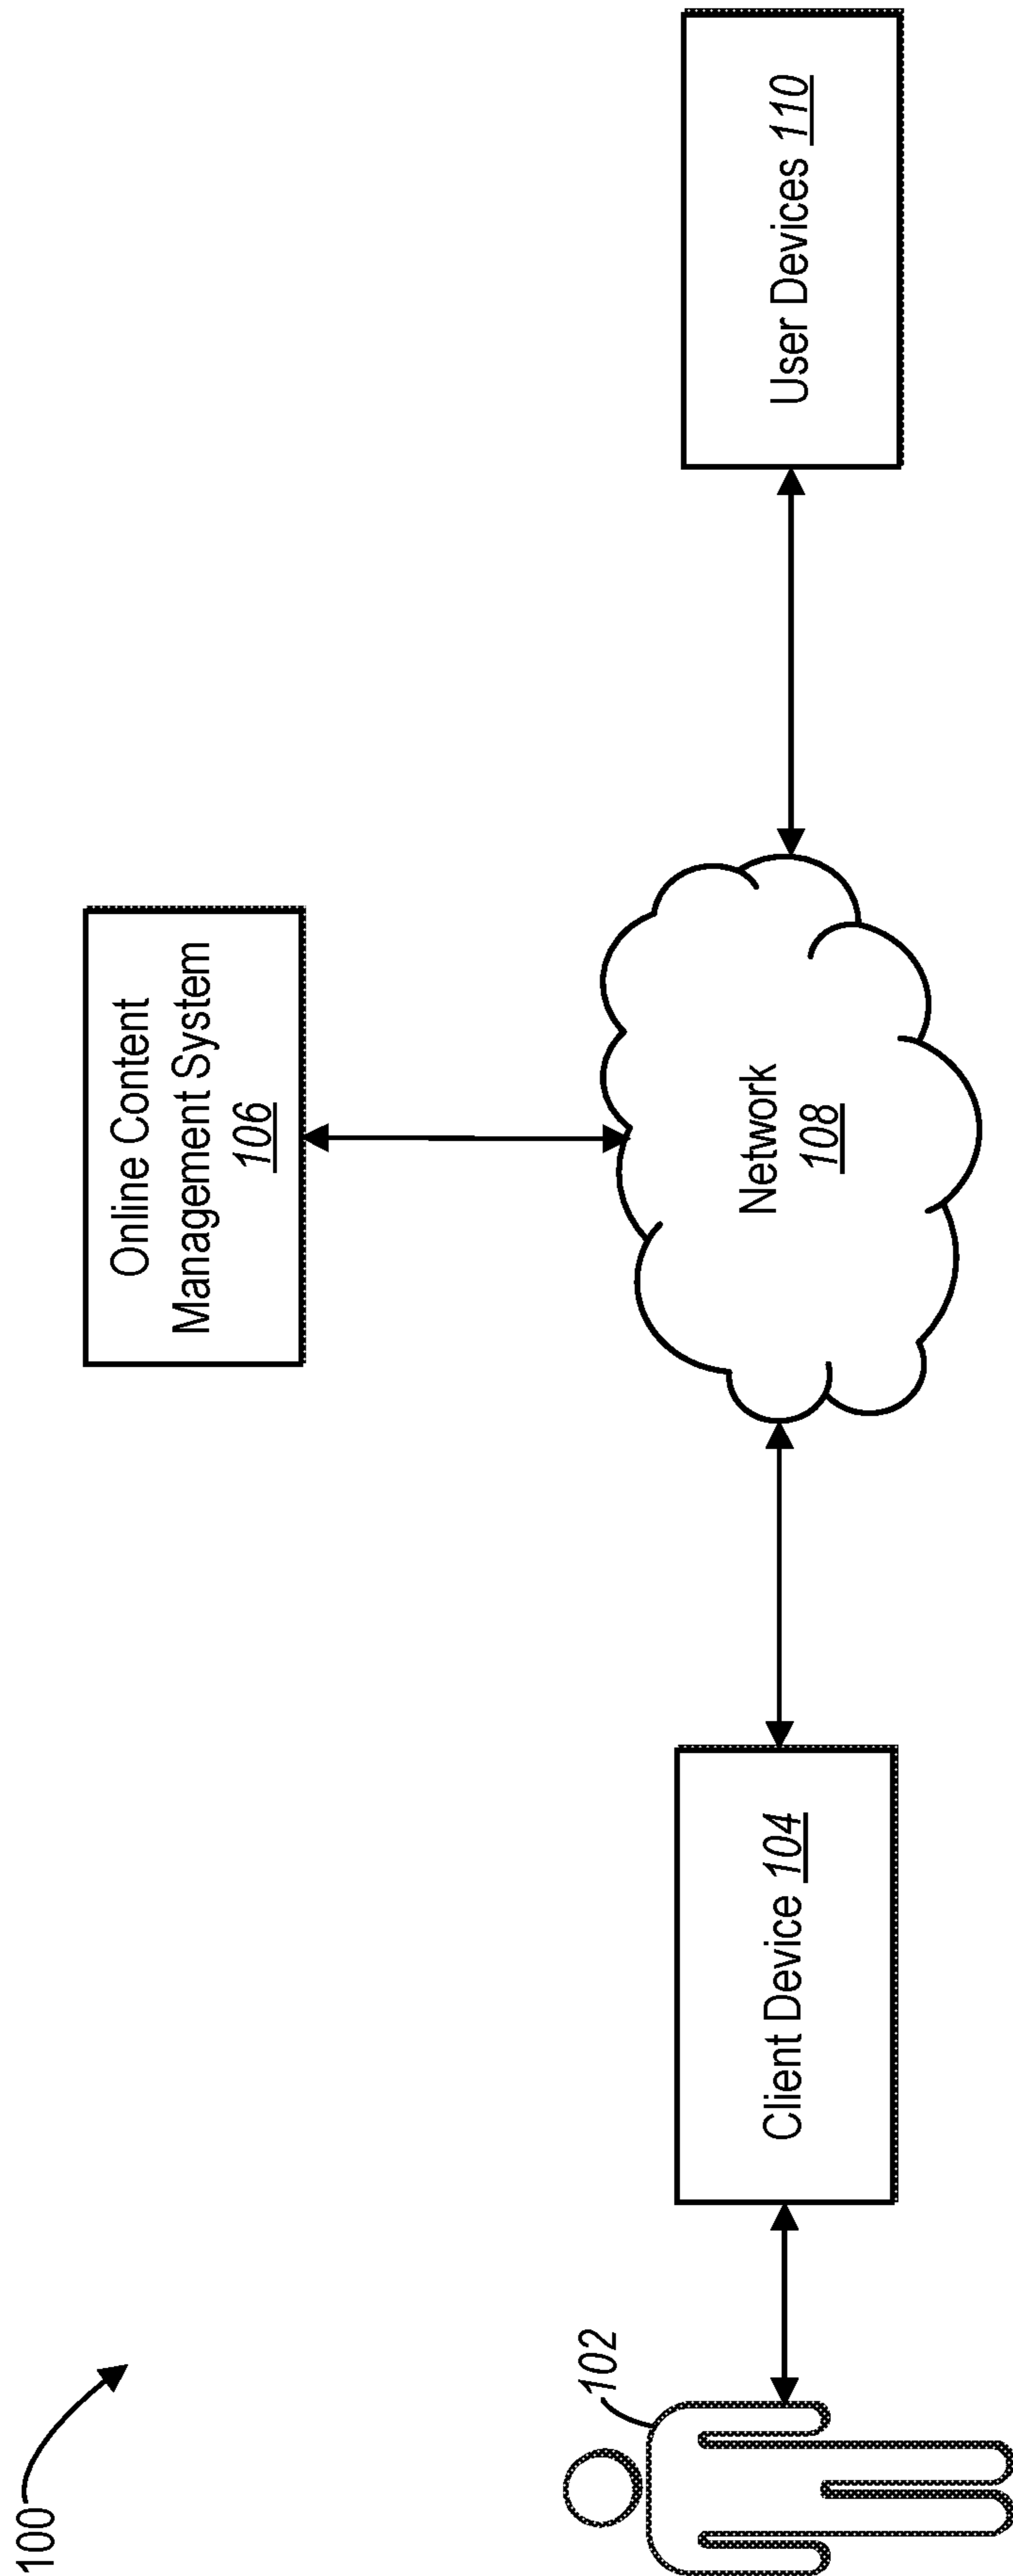 100
Online Content
Management System
106
102
Client Device 104
Network
108
User Devices 110